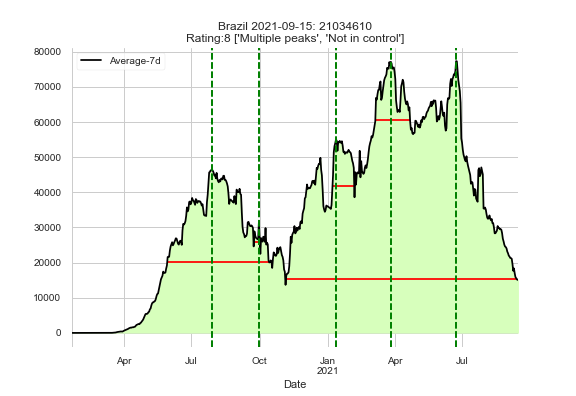 Brazil 2021-09-15: 21034610
Rating:8 ['Multiple peaks', 'Not in control']
Average-7d
80000
70000
60000
50000
40000
30000
20000
10000
0
Apr Jul Oct Jan Apr Jul
2021
Date